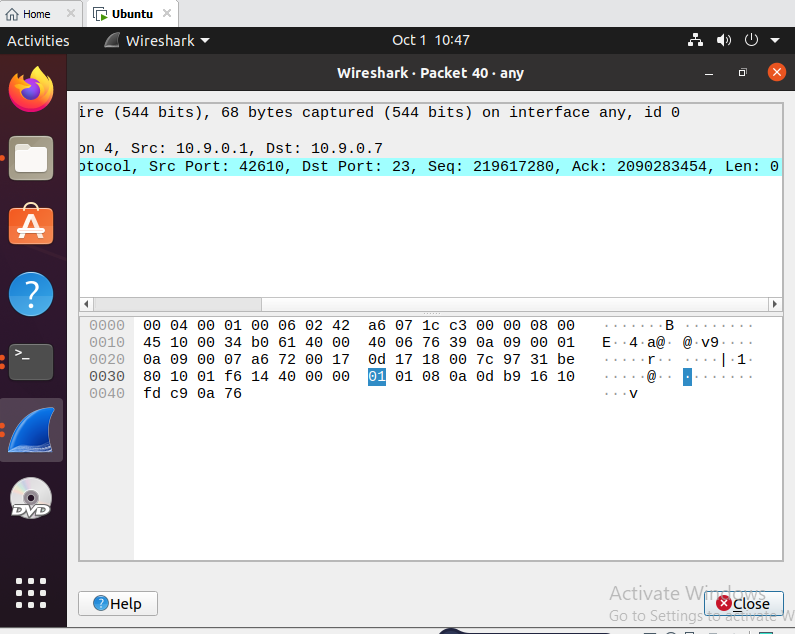 Home
Ubuntu
Activities
Wireshark
Oct 1 10:47
Wireshark · Packet 40 · any
ire (544 bits), 68 bytes captured (544 bits) on interface any, id 0
on 4, Src: 10.9.0.1, Dst: 10.9.0.7
otocol, Src Port: 42610, Dst Port: 23, Seq: 219617280, Ack: 2090283454, Len: 0
0000 00 04 00 01 00 06 02 42 a6 07 1c c3 00 00 08 00 ·······B ········
0010 45 10 00 34 b0 61 40 00 40 06 76 39 0a 09 00 01 E··4·a@· @·v9····
0020 0a 09 00 07 a6 72 00 17 0d 17 18 00 7c 97 31 be ·····r·· ····|·1·
0030 80 10 01 f6 14 40 00 00 01 01 08 0a 0d b9 16 10 ·····@·· ········
0040 fd c9 0a 76 ···v
>_
?
DVD
Help
Close
Activate Windows
Go to Settings to activate W